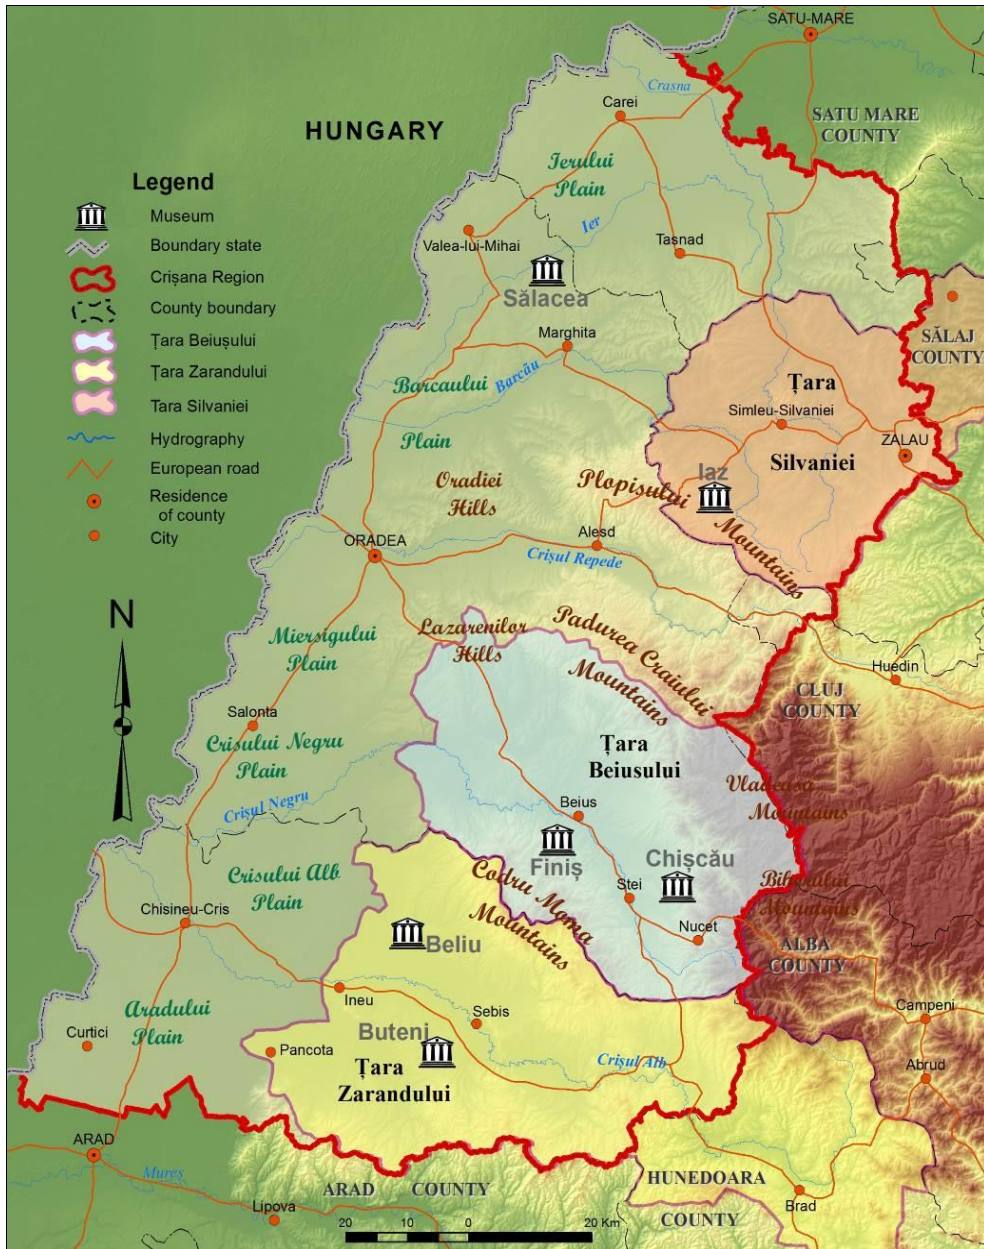 SATU-MARE
Crasna
Carei
SATU MARE
COUNTY
HUNGARY
Ierului
Plain
Legend
Museum
Boundary state
Crișana Region
County boundary
Țara Beiușului
Țara Zarandului
Tara Silvaniei
Hydrography
European road
Residence
of county
City
Ier
Valea-lui-Mihai
Tasnad
Sălacea
Marghita
SĂLAJ
COUNTY
Barcaului
Barcău
Plain
Țara
Simleu-Silvaniei
ZALAU
Silvaniei
Iaz
Oradiei
Hills
Plopisului
Mountains
ORADEA
Alesd
Crișul Repede
N
Miersigului
Plain
Lazarenilor
Hills
Padurea Craiului
Mountains
Huedin
CLUJ
COUNTY
Salonta
Crisului Negru
Plain
Țara
Beiusului
Vladeasa
Mountains
Crișul Negru
Beius
Finiș
Chișcău
Crisului Alb
Plain
Codru Moma
Mountains
Stei
Bihorului
Mountains
Chisineu-Cris
Nucet
Beliu
ALBA
COUNTY
Ineu
Aradului
Plain
Sebis
Campeni
Curtici
Buteni
Pancota
Țara
Zarandului
Crișul Alb
Abrud
ARAD
Mureș
HUNEDOARA
COUNTY
ARAD COUNTY
Lipova
Brad
20 10 0 20 Km